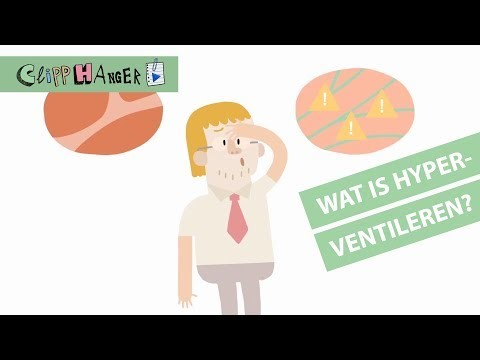 CLIPPHANGER
! ! !
WAT IS HYPER-
VENTILEREN?